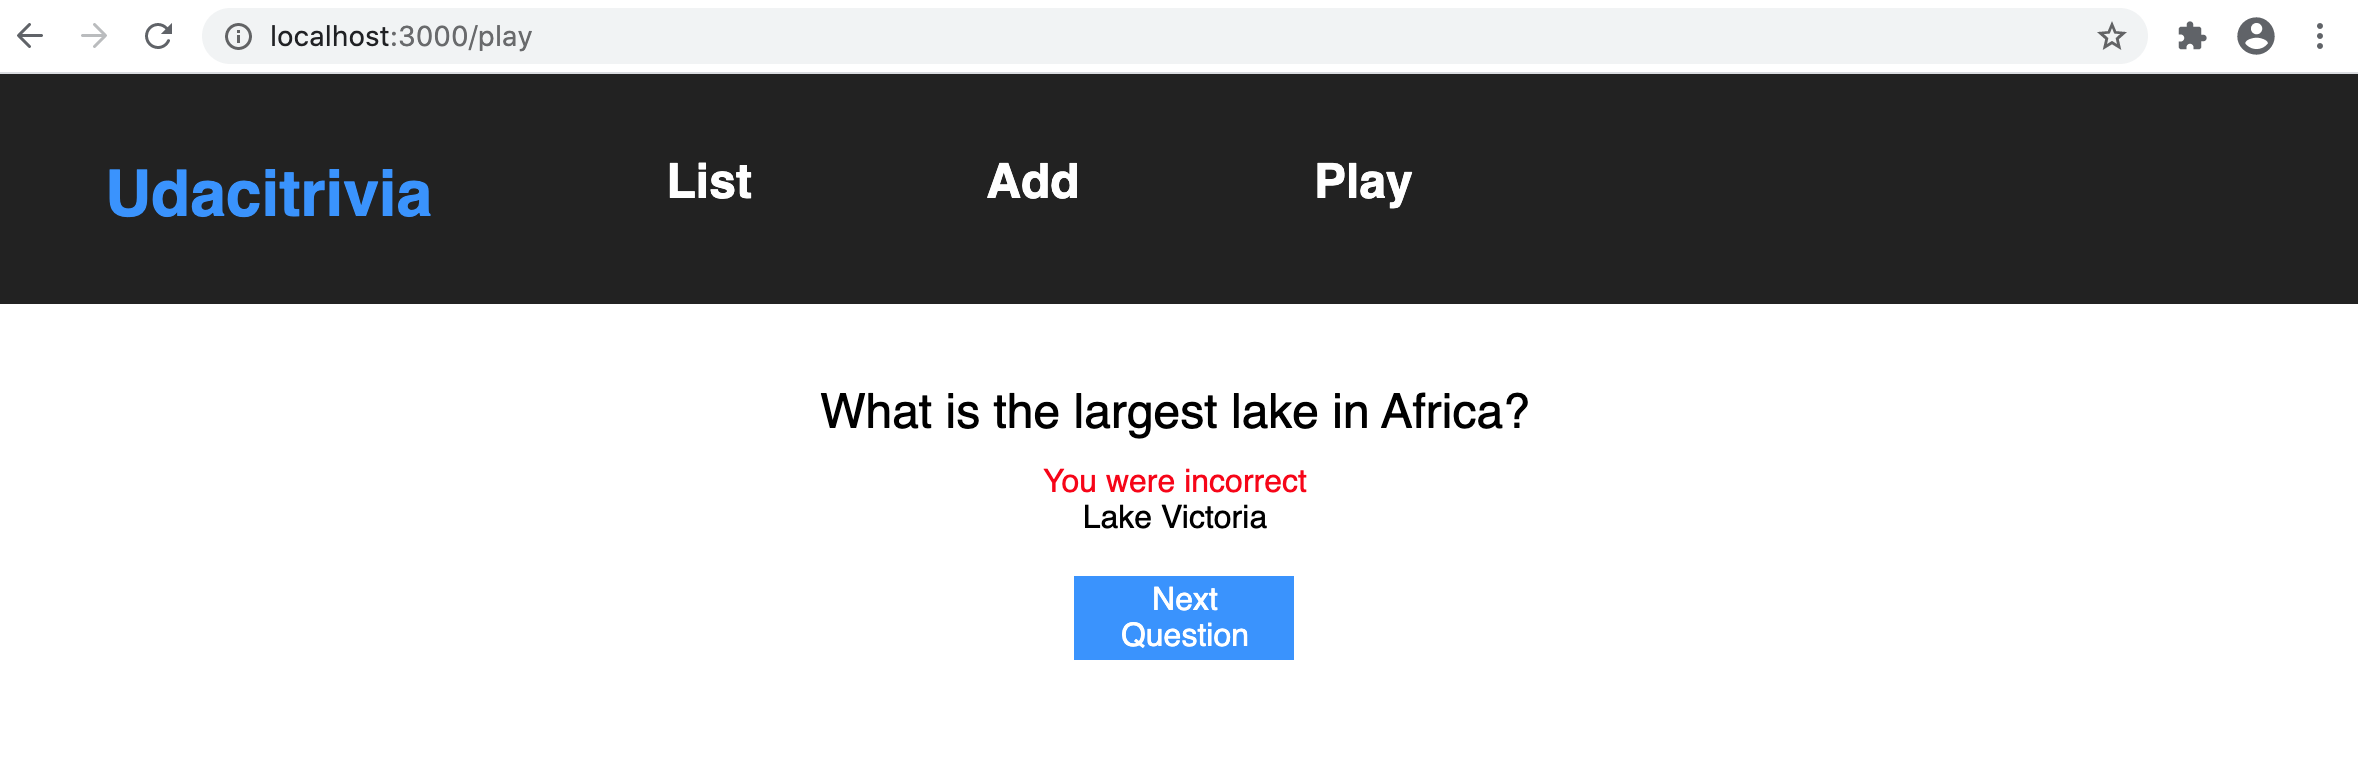 localhost:3000/play
Udacitrivia List Add Play
What is the largest lake in Africa?
You were incorrect
Lake Victoria
Next
Question